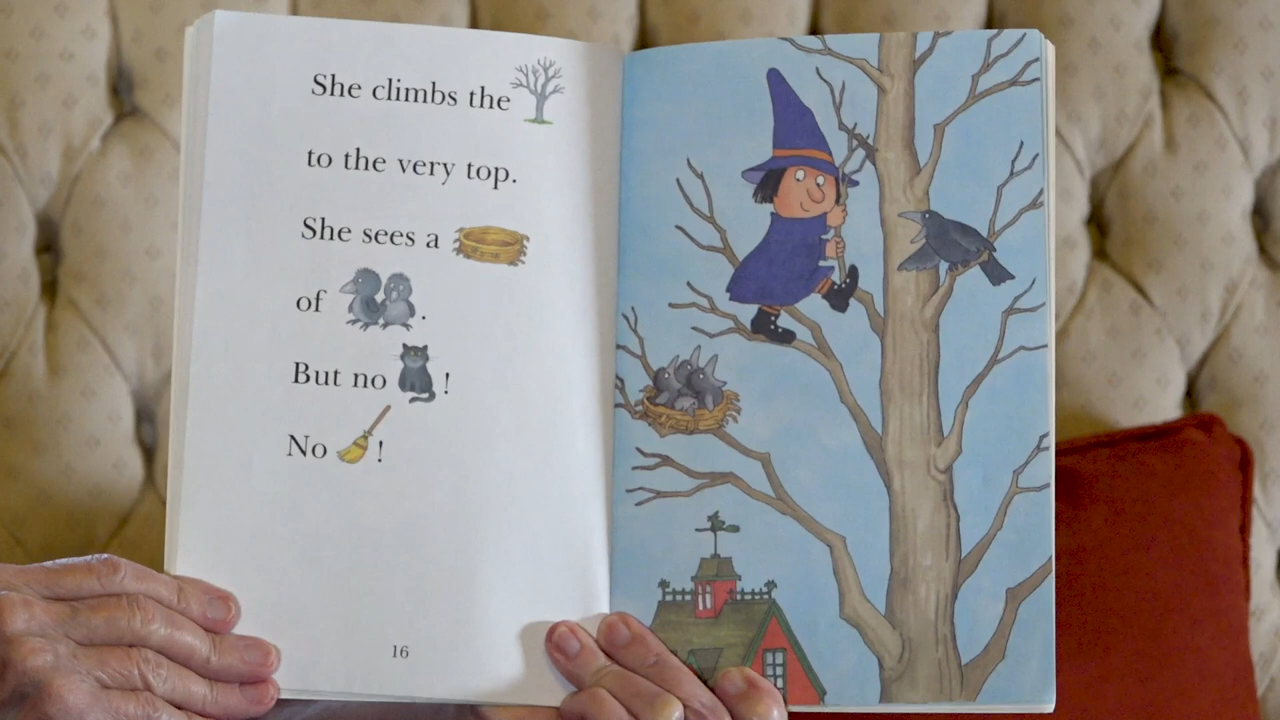 She climbs the
to the very top.
She sees a
of .
But no !
No !
16